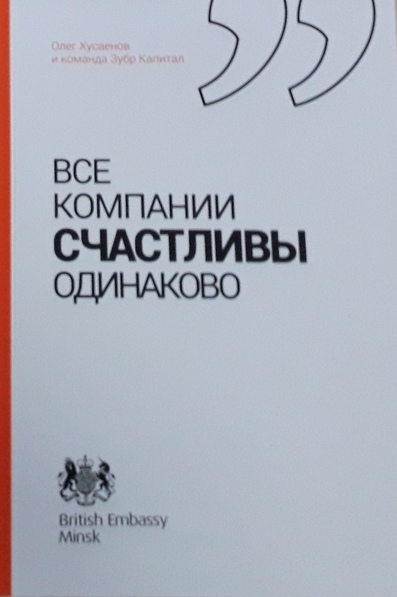 Олег Хусаенов
и команда Зубр Капитал
ВСЕ
КОМПАНИИ
СЧАСТЛИВЫ
ОДИНАКОВО
British Embassy
Minsk